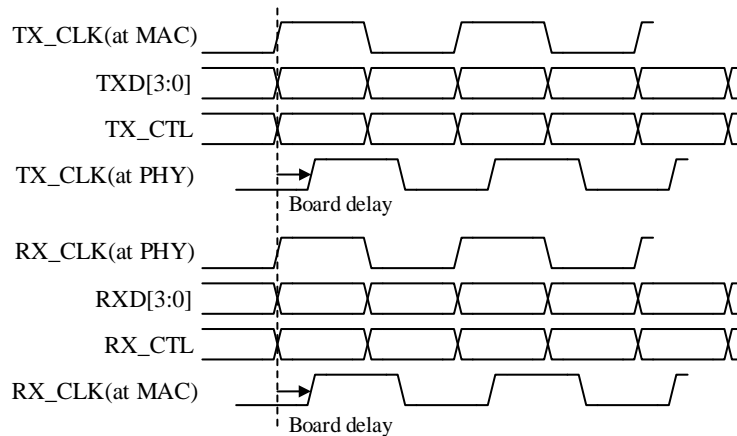 TX_CLK(at MAC)
TXD[3:0]
TX_CTL
TX_CLK(at PHY)
Board delay
RX_CLK(at PHY)
RXD[3:0]
RX_CTL
RX_CLK(at MAC)
Board delay